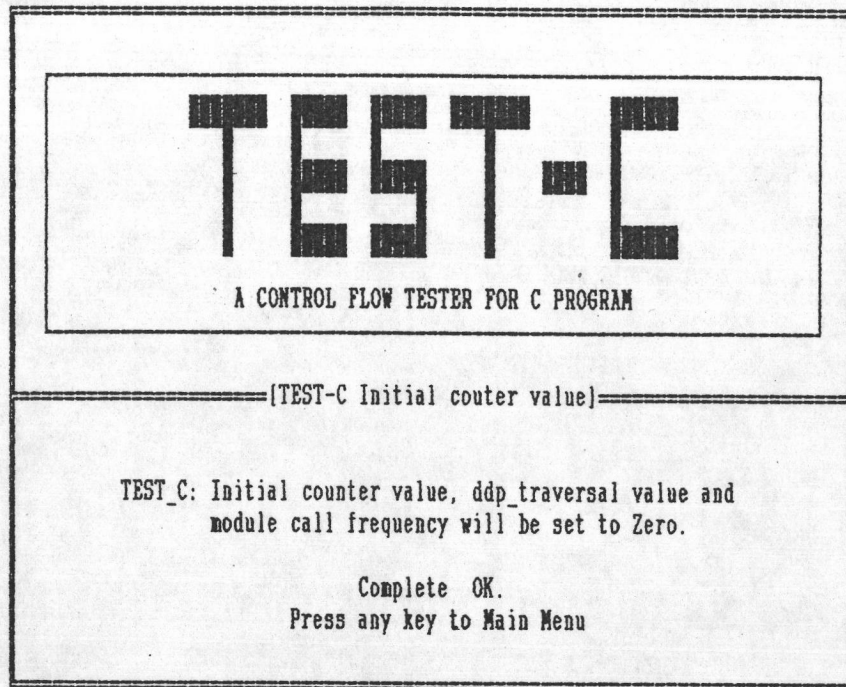 TEST-C
A CONTROL FLOW TESTER FOR C PROGRAM
[TEST-C Initial couter value]
TEST_C: Initial counter value, ddp_traversal value and
module call frequency will be set to Zero.
Complete OK.
Press any key to Main Menu